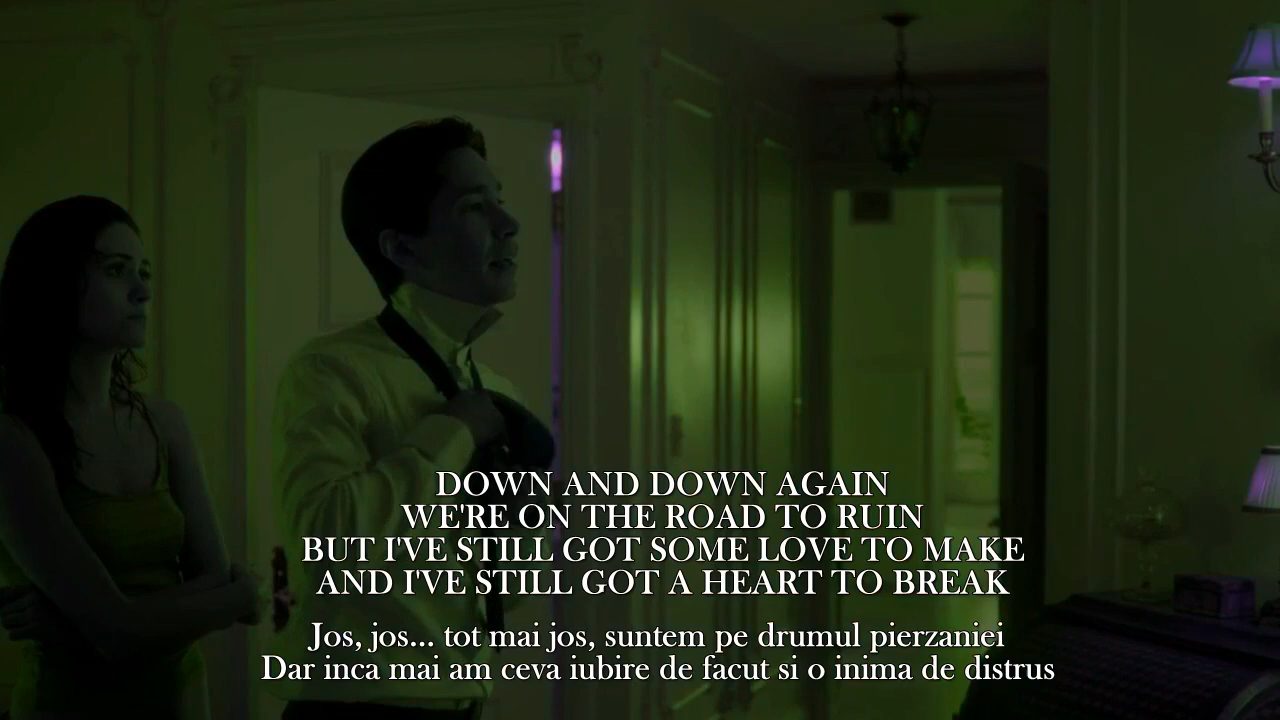 DOWN AND DOWN AGAIN
WE'RE ON THE ROAD TO RUIN
BUT I'VE STILL GOT SOME LOVE TO MAKE
AND I'VE STILL GOT A HEART TO BREAK
Jos, jos... tot mai jos, suntem pe drumul pierzaniei
Dar inca mai am ceva iubire de facut si o inima de distrus